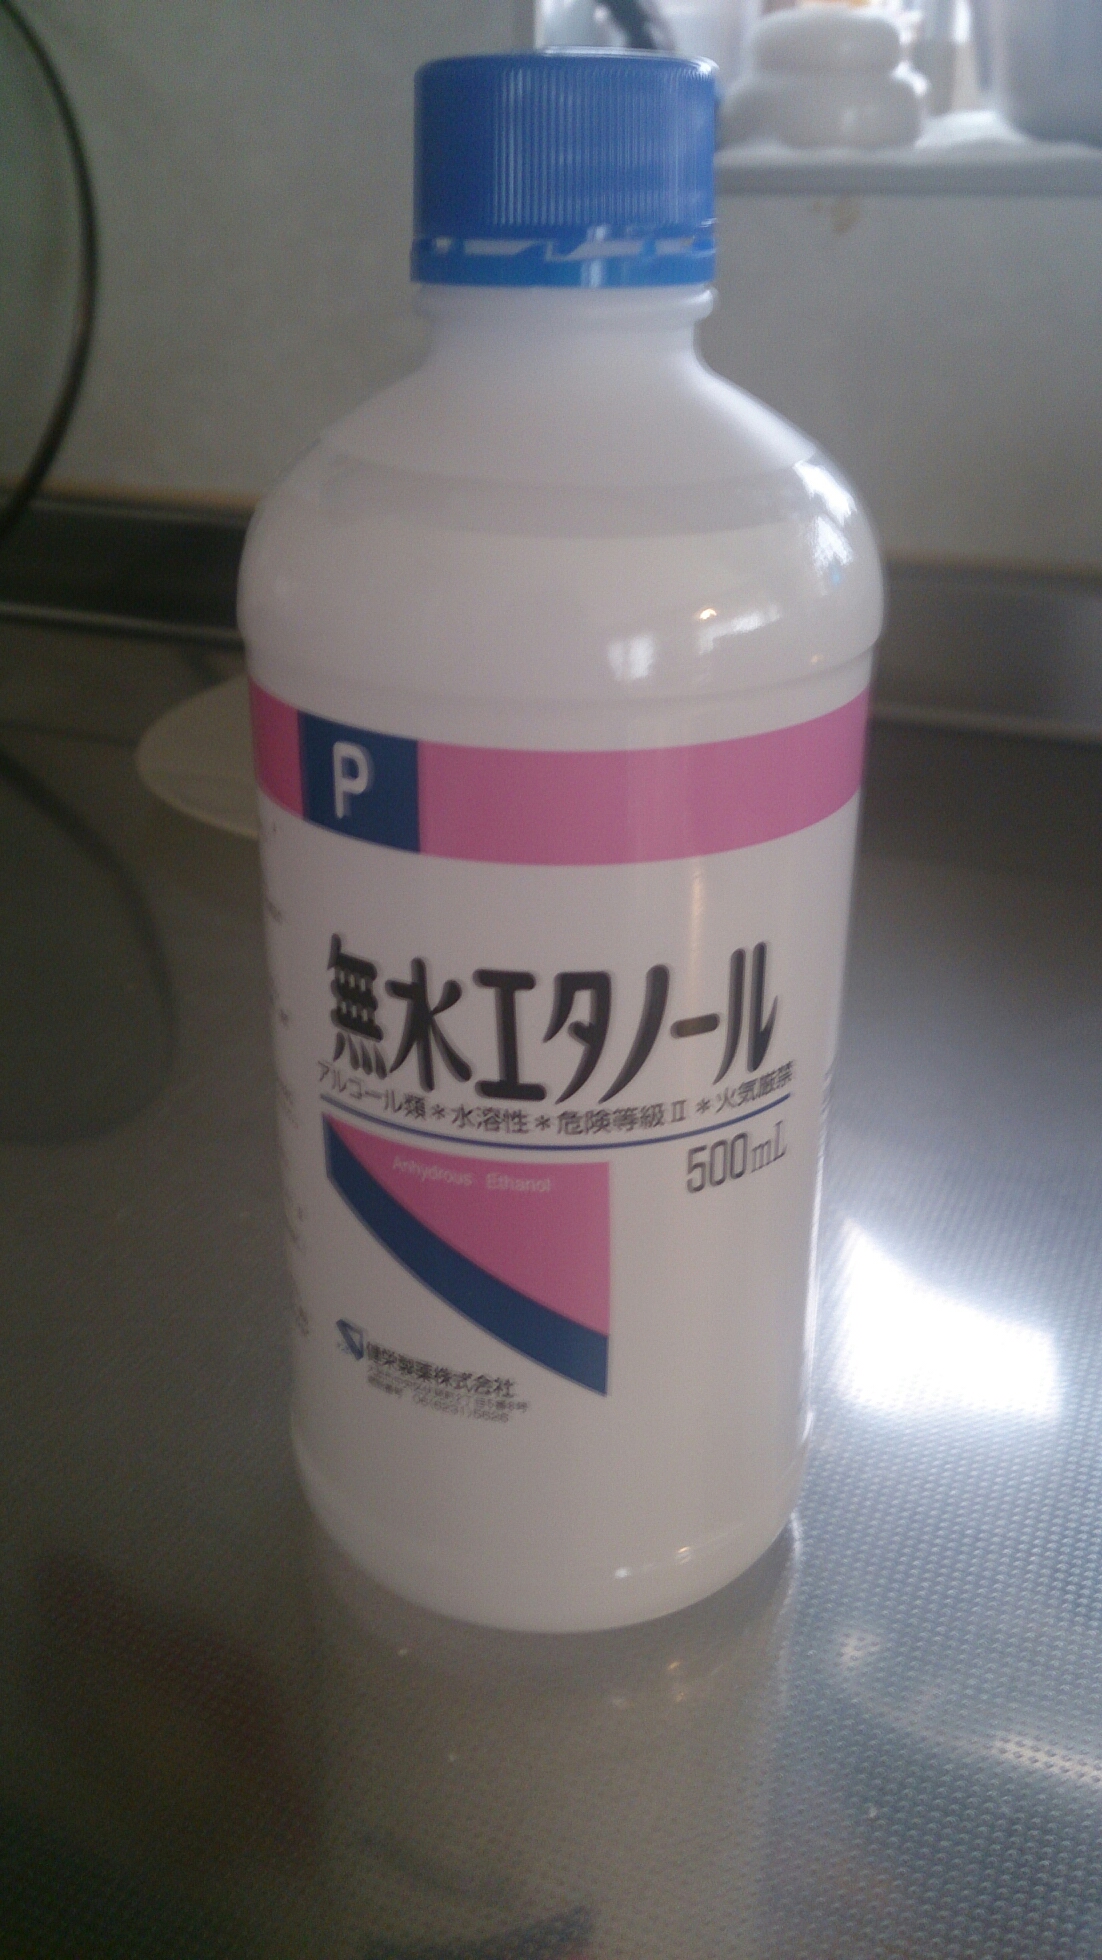 P
無水エタノール
アルコール類＊水溶性＊危険等級Ⅱ＊火気厳禁
500mL
Anhydrous Ethanol
健栄製薬株式会社